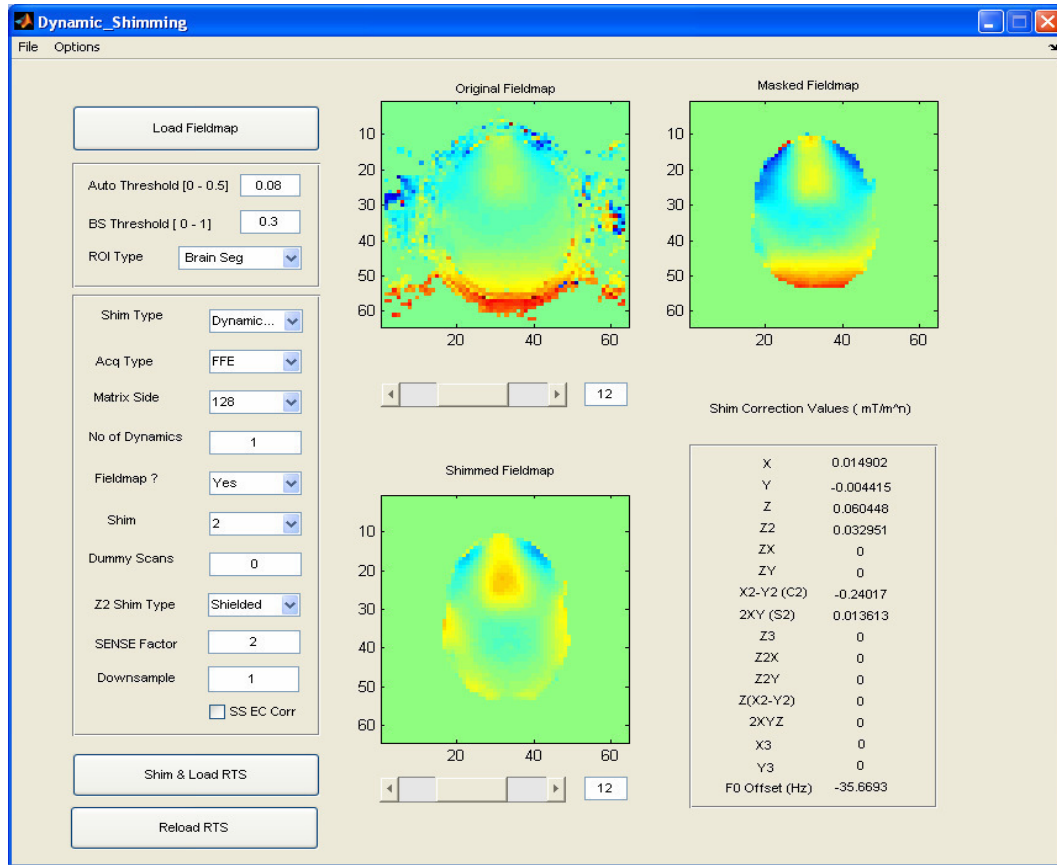 Dynamic_Shimming
File Options
Load Fieldmap
Auto Threshold [0 - 0.5] 0.08
BS Threshold [ 0 - 1] 0.3
ROI Type Brain Seg
Shim Type Dynamic...
Acq Type FFE
Matrix Side 128
No of Dynamics 1
Fieldmap ? Yes
Shim 2
Dummy Scans 0
Z2 Shim Type Shielded
SENSE Factor 2
Downsample 1
SS EC Corr
Shim & Load RTS
Reload RTS
Original Fieldmap
10
20
30
40
50
60
20 40 60
12
Masked Fieldmap
10
20
30
40
50
60
20 40 60
Shimmed Fieldmap
10
20
30
40
50
60
20 40 60
12
Shim Correction Values ( mT/m^n)
X 0.014902
Y -0.004415
Z 0.060448
Z2 0.032951
ZX 0
ZY 0
X2-Y2 (C2) -0.24017
2XY (S2) 0.013613
Z3 0
Z2X 0
Z2Y 0
Z(X2-Y2) 0
2XYZ 0
X3 0
Y3 0
F0 Offset (Hz) -35.6693